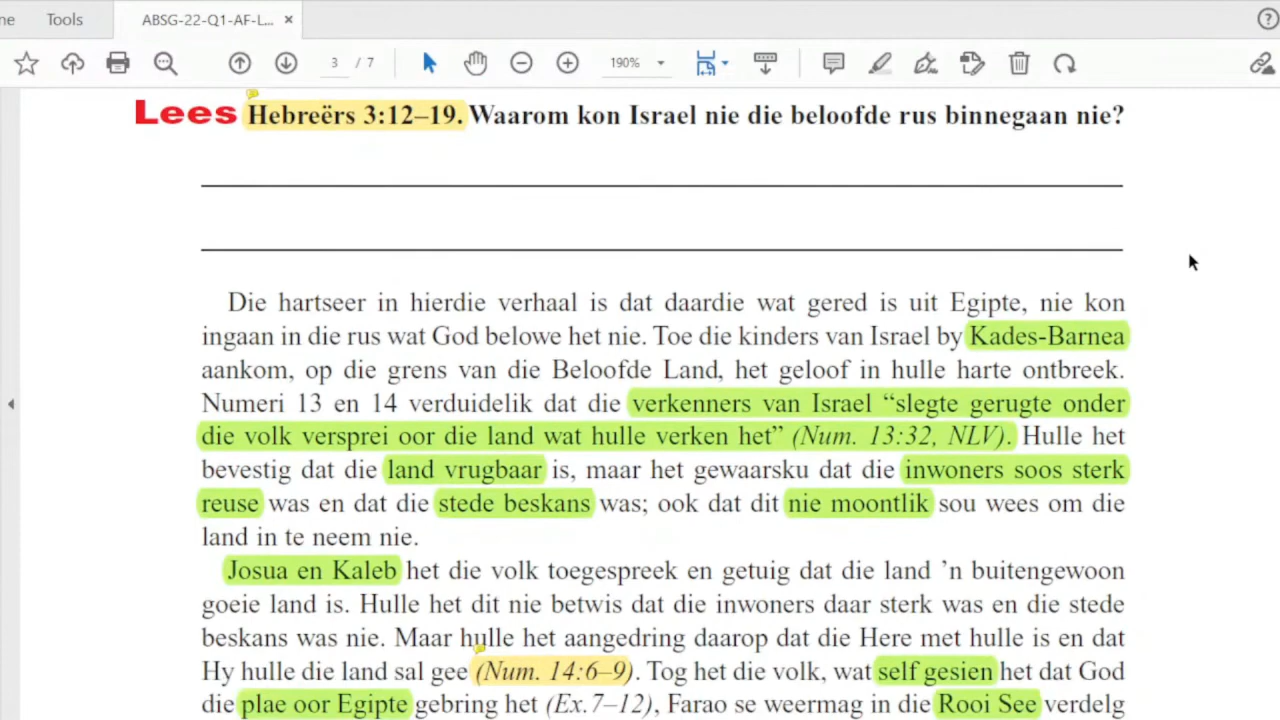 ne Tools ABSG-22-Q1-AF-L... ×
3 / 7 190%
Lees Hebreërs 3:12–19. Waarom kon Israel nie die beloofde rus binnegaan nie?
Die hartseer in hierdie verhaal is dat daardie wat gered is uit Egipte, nie kon
ingaan in die rus wat God belowe het nie. Toe die kinders van Israel by Kades-Barnea
aankom, op die grens van die Beloofde Land, het geloof in hulle harte ontbreek.
Numeri 13 en 14 verduidelik dat die verkenners van Israel “slegte gerugte onder
die volk versprei oor die land wat hulle verken het” (Num. 13:32, NLV). Hulle het
bevestig dat die land vrugbaar is, maar het gewaarsku dat die inwoners soos sterk
reuse was en dat die stede beskans was; ook dat dit nie moontlik sou wees om die
land in te neem nie.
Josua en Kaleb het die volk toegespreek en getuig dat die land ’n buitengewoon
goeie land is. Hulle het dit nie betwis dat die inwoners daar sterk was en die stede
beskans was nie. Maar hulle het aangedring daarop dat die Here met hulle is en dat
Hy hulle die land sal gee (Num. 14:6–9). Tog het die volk, wat self gesien het dat God
die plae oor Egipte gebring het (Ex. 7–12), Farao se weermag in die Rooi See verdelg